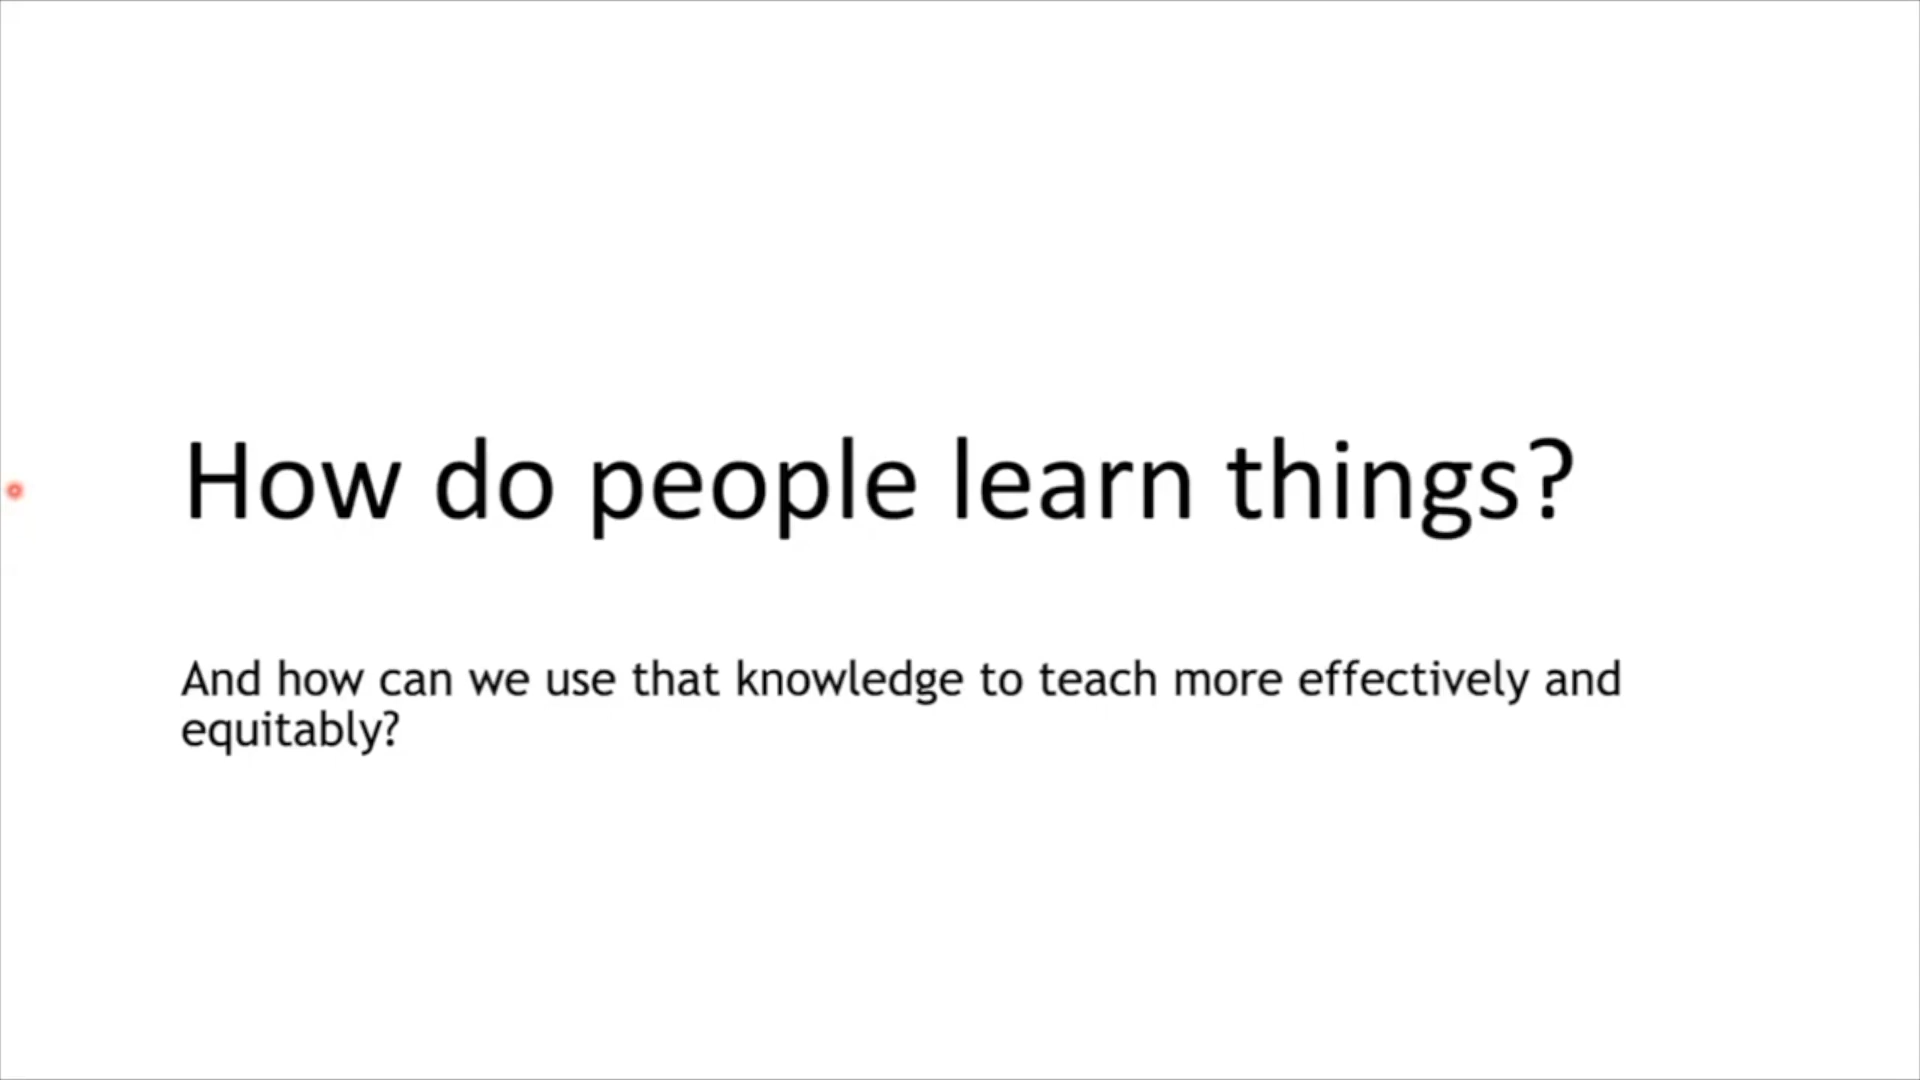 How do people learn things?
And how can we use that knowledge to teach more effectively and
equitably?